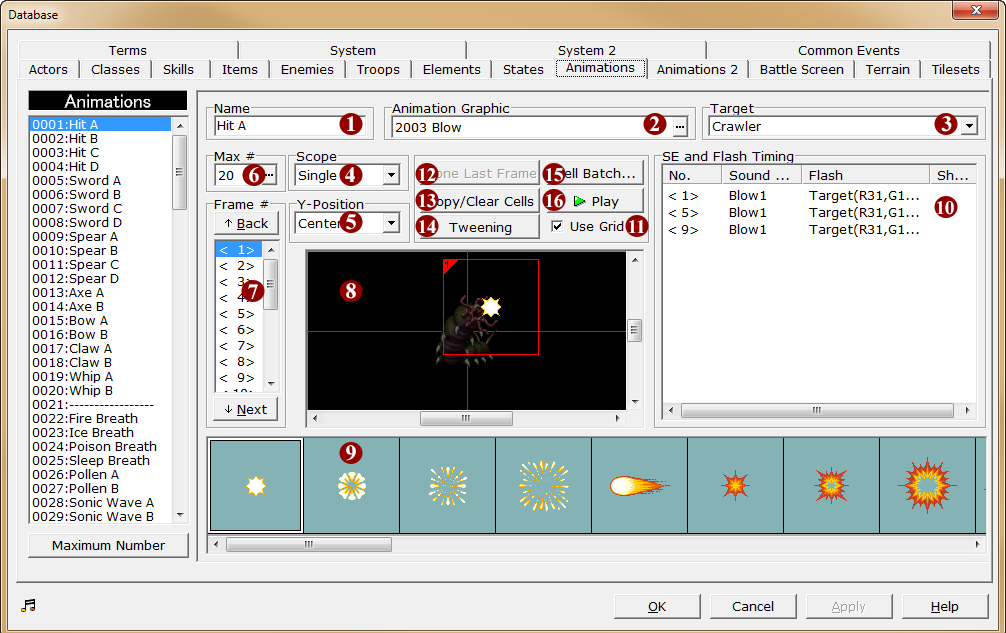 Database
Terms System System 2 Common Events
Actors Classes Skills Items Enemies Troops Elements States Animations Animations 2 Battle Screen Terrain Tilesets
Animations
0001:Hit A
0002:Hit B
0003:Hit C
0004:Hit D
0005:Sword A
0006:Sword B
0007:Sword C
0008:Sword D
0009:Spear A
0010:Spear B
0011:Spear C
0012:Spear D
0013:Axe A
0014:Axe B
0015:Bow A
0016:Bow B
0017:Claw A
0018:Claw B
0019:Whip A
0020:Whip B
0021:-----------------
0022:Fire Breath
0023:Ice Breath
0024:Poison Breath
0025:Sleep Breath
0026:Pollen A
0027:Pollen B
0028:Sonic Wave A
0029:Sonic Wave B
Maximum Number
Name
Hit A 1
Animation Graphic
2003 Blow 2 ...
Target
Crawler 3
Max #
20 6 ...
Scope
Single 4
Frame #
↑ Back
Y-Position
Center 5
< 1>
< 2>
< 3>
< 5>
< 6>
< 7>
< 8>
< 9>
7
↓ Next
12 one Last Frame
15 ell Batch...
13 opy/Clear Cells
16 Play
14 Tweening
Use Grid 11
8
1
SE and Flash Timing
No. Sound ... Flash Sh...
< 1> Blow1 Target(R31,G1...
< 5> Blow1 Target(R31,G1...
< 9> Blow1 Target(R31,G1...
10
9
OK Cancel Apply Help